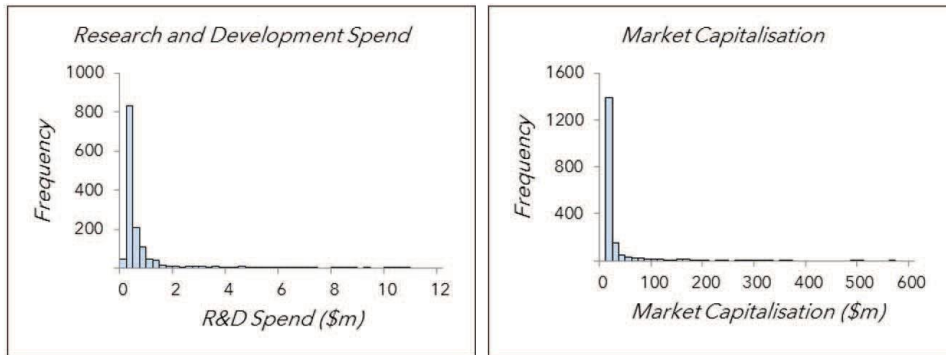 Research and Development Spend
1000
800
600
400
200
Frequency
0 2 4 6 8 10 12
R&D Spend ($m)
Market Capitalisation
1600
1200
800
400
Frequency
0 100 200 300 400 500 600
Market Capitalisation ($m)